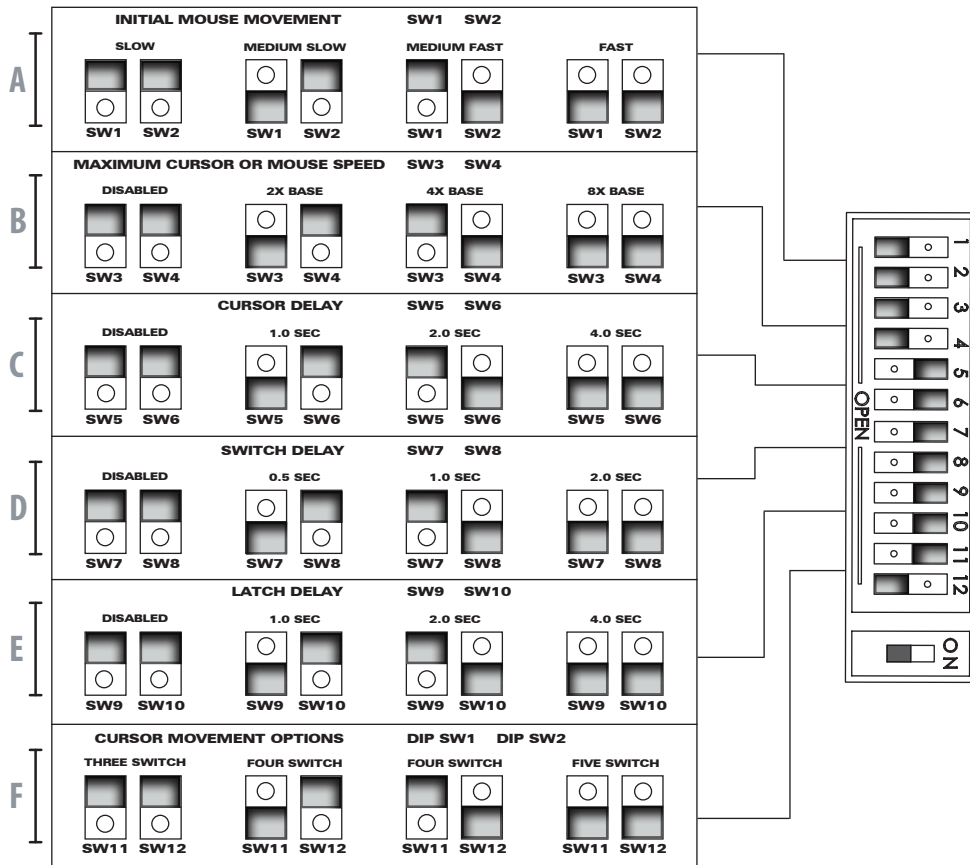 INITIAL MOUSE MOVEMENT SW1 SW2
A
SLOW MEDIUM SLOW MEDIUM FAST FAST
SW1 SW2 SW1 SW2 SW1 SW2 SW1 SW2
MAXIMUM CURSOR OR MOUSE SPEED SW3 SW4
B
DISABLED 2X BASE 4X BASE 8X BASE
SW3 SW4 SW3 SW4 SW3 SW4 SW3 SW4
CURSOR DELAY SW5 SW6
C
DISABLED 1.0 SEC 2.0 SEC 4.0 SEC
SW5 SW6 SW5 SW6 SW5 SW6 SW5 SW6
SWITCH DELAY SW7 SW8
D
DISABLED 0.5 SEC 1.0 SEC 2.0 SEC
SW7 SW8 SW7 SW8 SW7 SW8 SW7 SW8
LATCH DELAY SW9 SW10
E
DISABLED 1.0 SEC 2.0 SEC 4.0 SEC
SW9 SW10 SW9 SW10 SW9 SW10 SW9 SW10
CURSOR MOVEMENT OPTIONS DIP SW1 DIP SW2
F
THREE SWITCH FOUR SWITCH FOUR SWITCH FIVE SWITCH
SW11 SW12 SW11 SW12 SW11 SW12 SW11 SW12
1
2
3
4
5
6
7
8
9
10
11
12
OPEN
ON